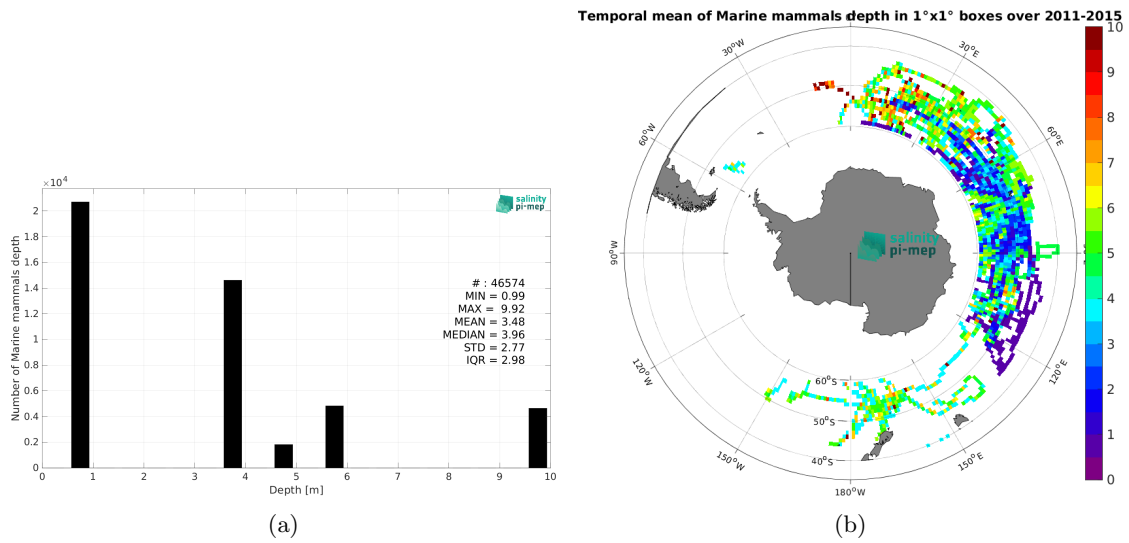 Temporal mean of Marine mammals depth in 1°x1° boxes over 2011-2015
×10⁴
2
1.8
1.6
1.4
1.2
1
0.8
0.6
0.4
0.2
0
0 1 2 3 4 5 6 7 8 9 10
Number of Marine mammals depth
Depth [m]
salinity
pi-mep
# : 46574
MIN = 0.99
MAX = 9.92
MEAN = 3.48
MEDIAN = 3.96
STD = 2.77
IQR = 2.98
(a)
30°W
30°E
60°W
60°E
90°W
120°W
120°E
150°W
150°E
180°W
60°S
50°S
40°S
salinity
pi-mep
10
9
8
7
6
5
4
3
2
1
0
(b)